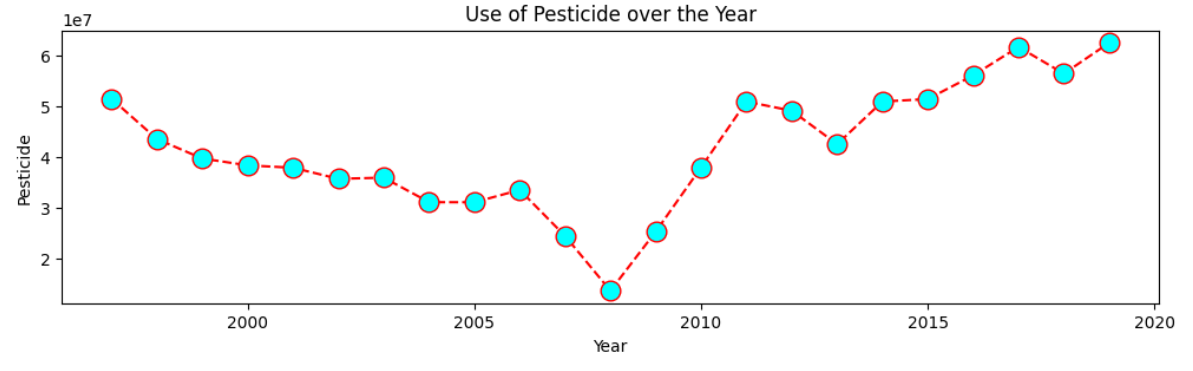 Use of Pesticide over the Year
1e7
6
5
4
3
2
Pesticide
2000 2005 2010 2015 2020
Year